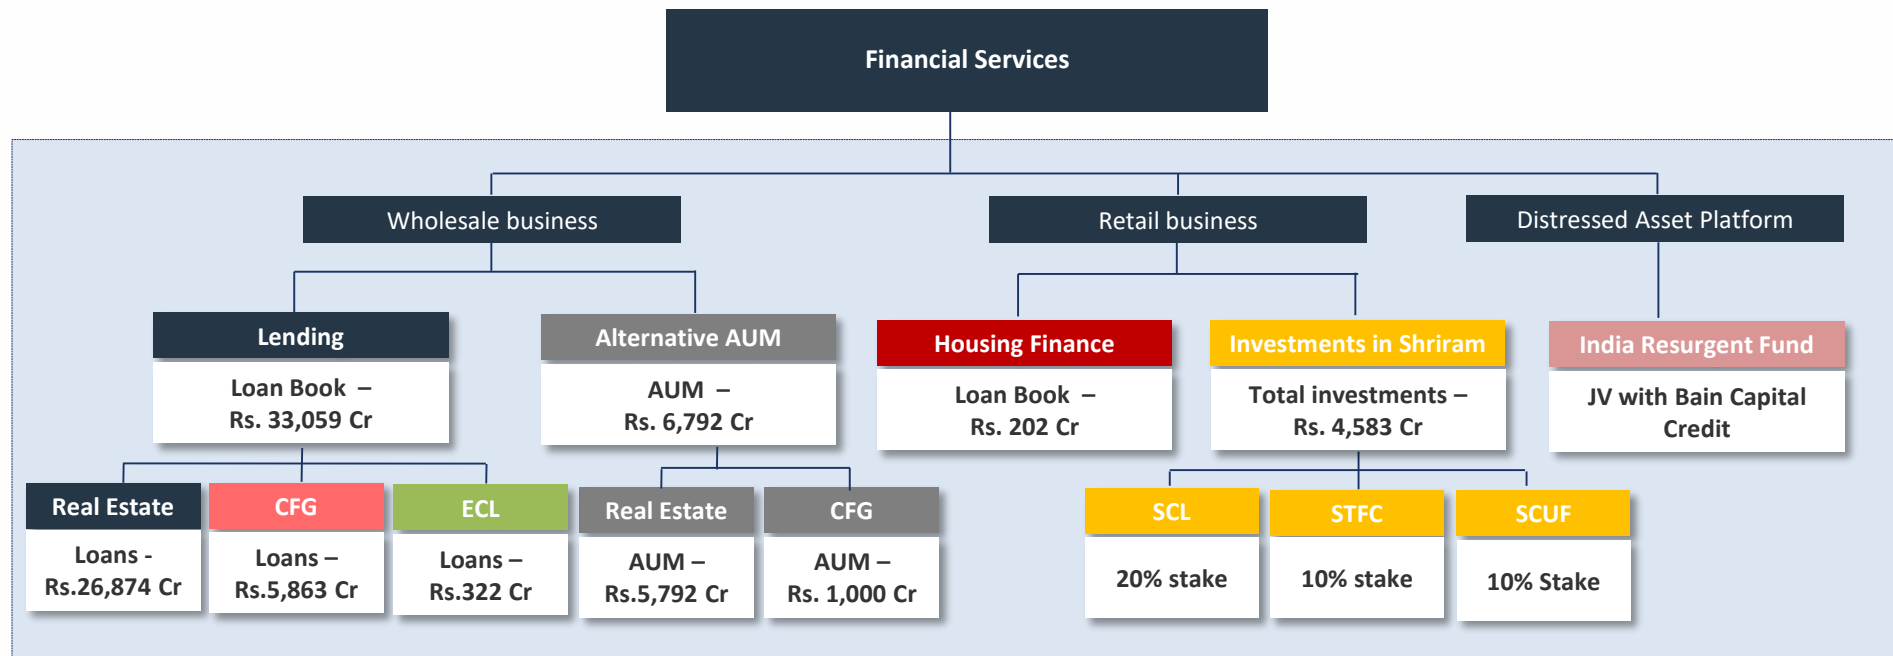 Financial Services
Wholesale business
Retail business
Distressed Asset Platform
Lending
Loan Book –
Rs. 33,059 Cr
Alternative AUM
AUM –
Rs. 6,792 Cr
Housing Finance
Loan Book –
Rs. 202 Cr
Investments in Shriram
Total investments –
Rs. 4,583 Cr
India Resurgent Fund
JV with Bain Capital
Credit
Real Estate
Loans -
Rs.26,874 Cr
CFG
Loans –
Rs.5,863 Cr
ECL
Loans –
Rs.322 Cr
Real Estate
AUM –
Rs.5,792 Cr
CFG
AUM –
Rs. 1,000 Cr
SCL
20% stake
STFC
10% stake
SCUF
10% Stake